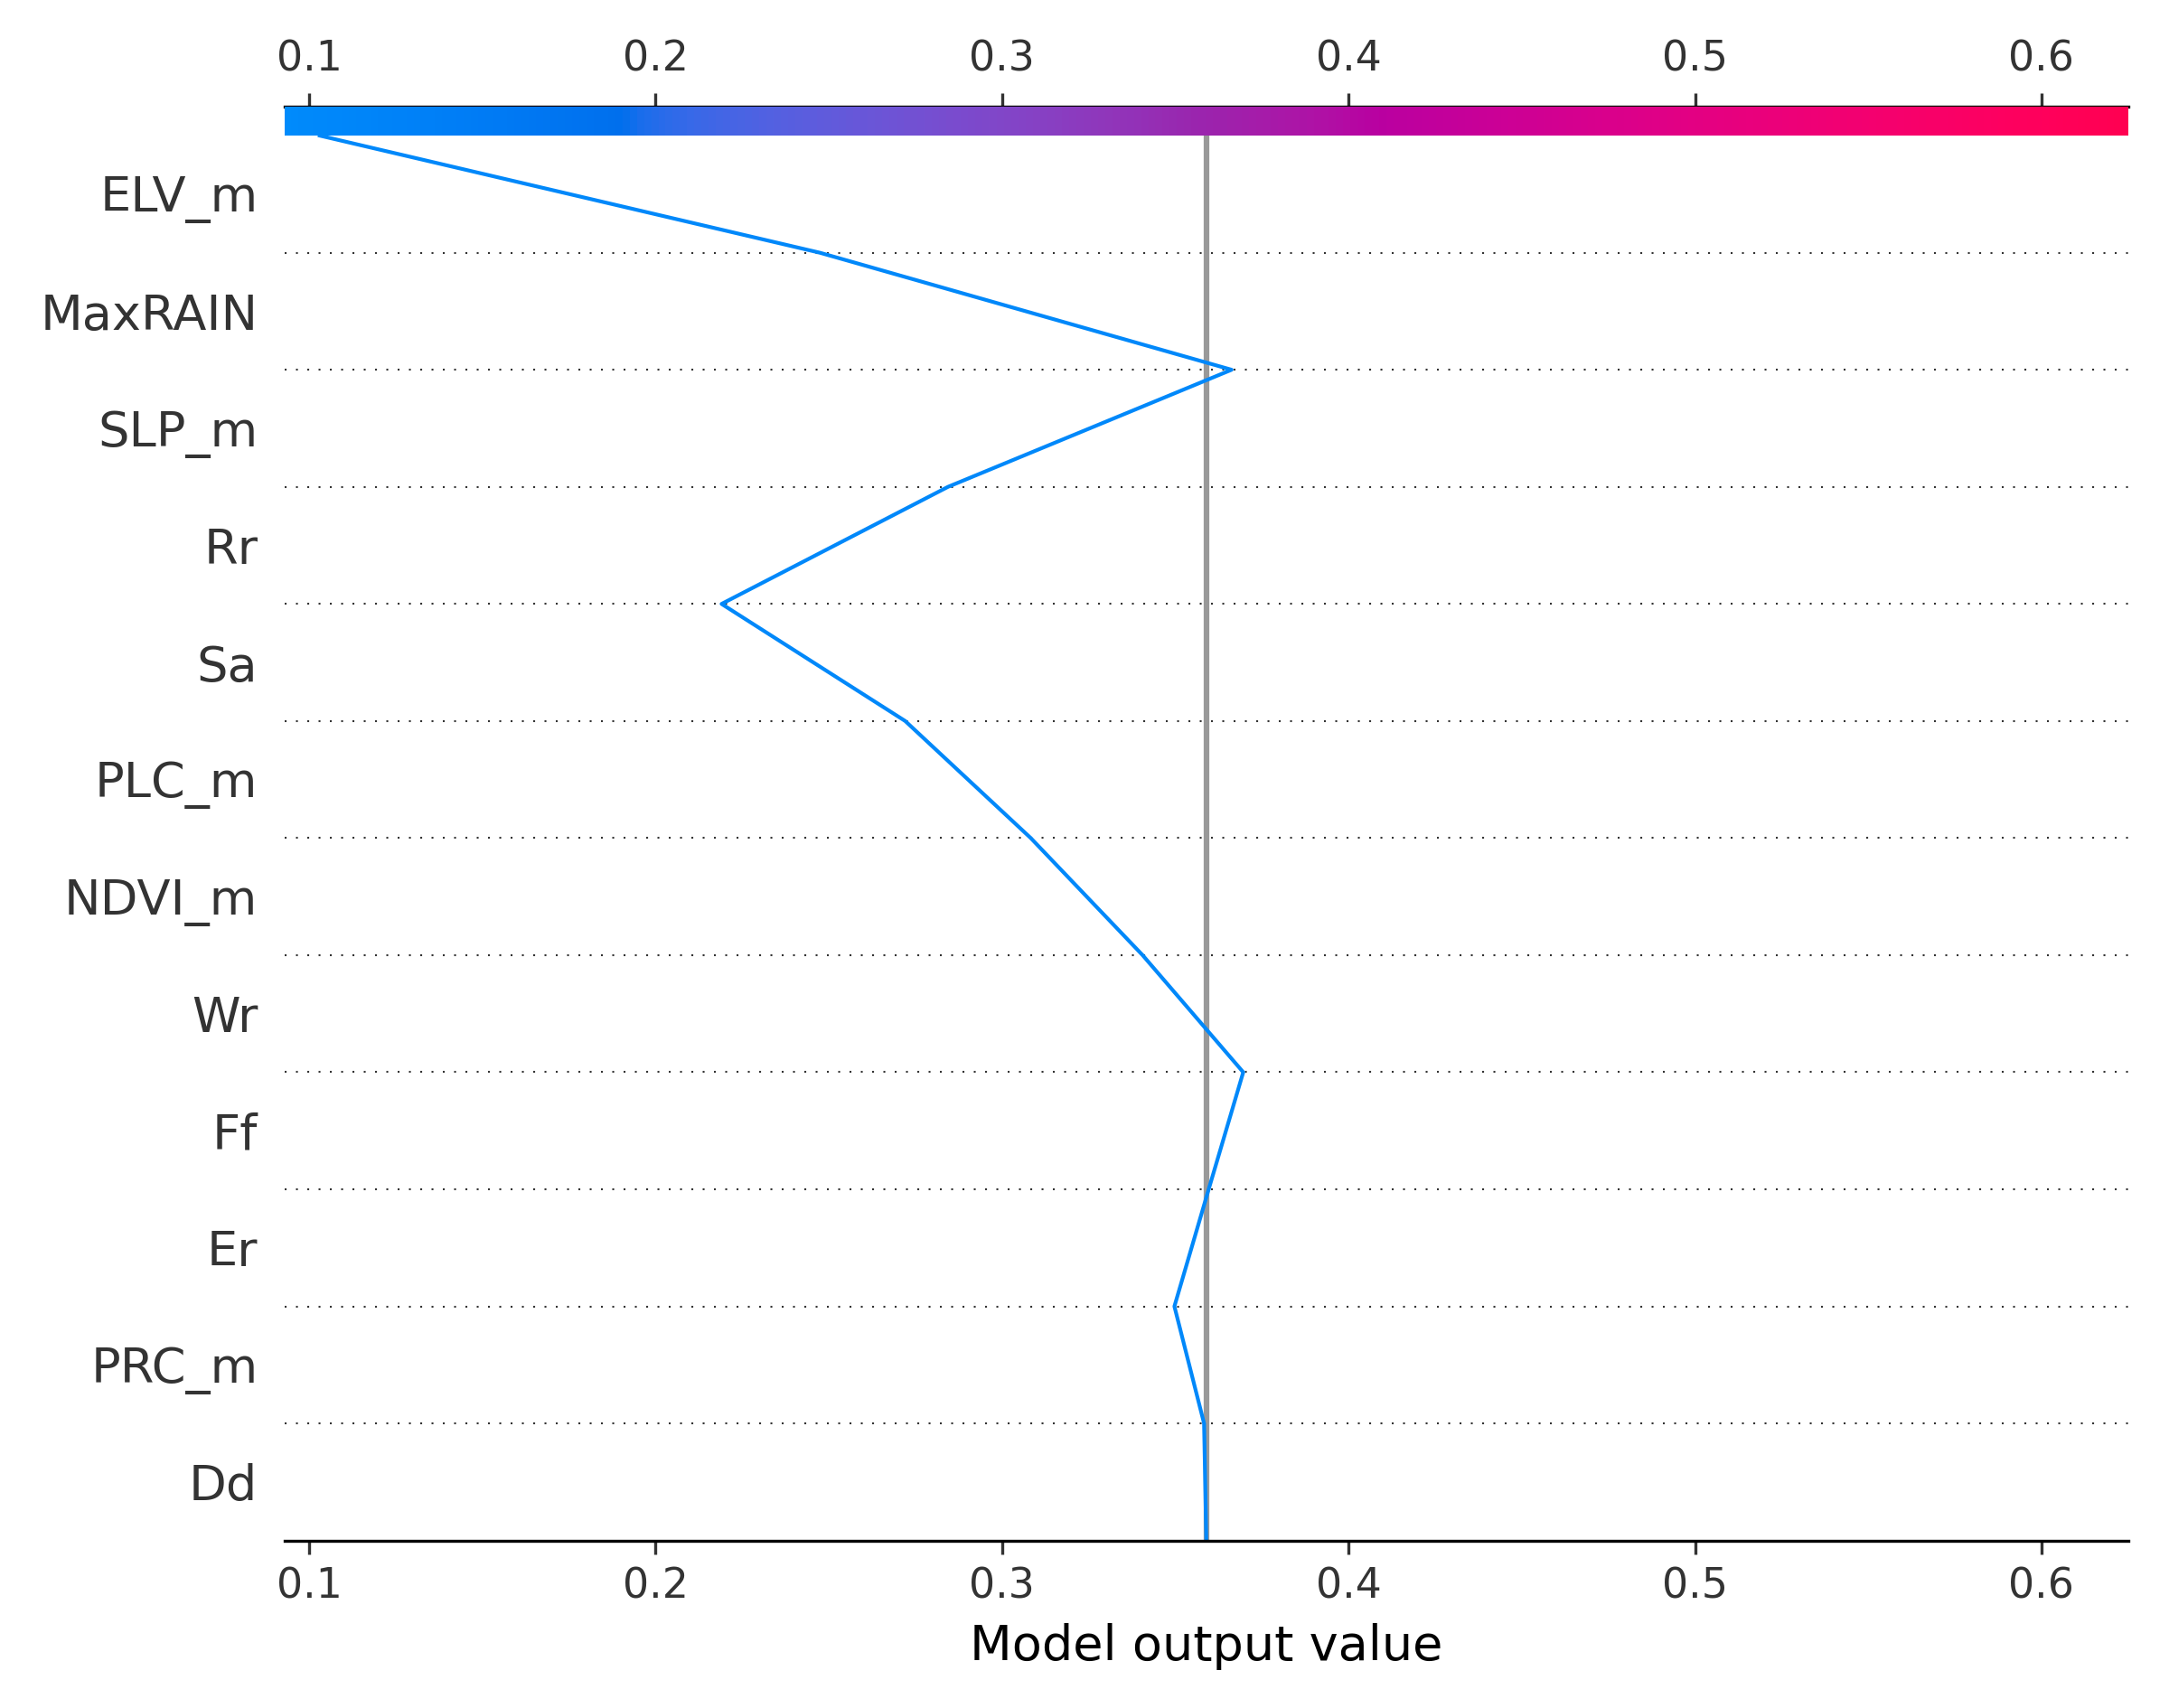 0.1 0.2 0.3 0.4 0.5 0.6
ELV_m
MaxRAIN
SLP_m
Rr
Sa
PLC_m
NDVI_m
Wr
Ff
Er
PRC_m
Dd
0.1 0.2 0.3 0.4 0.5 0.6
Model output value